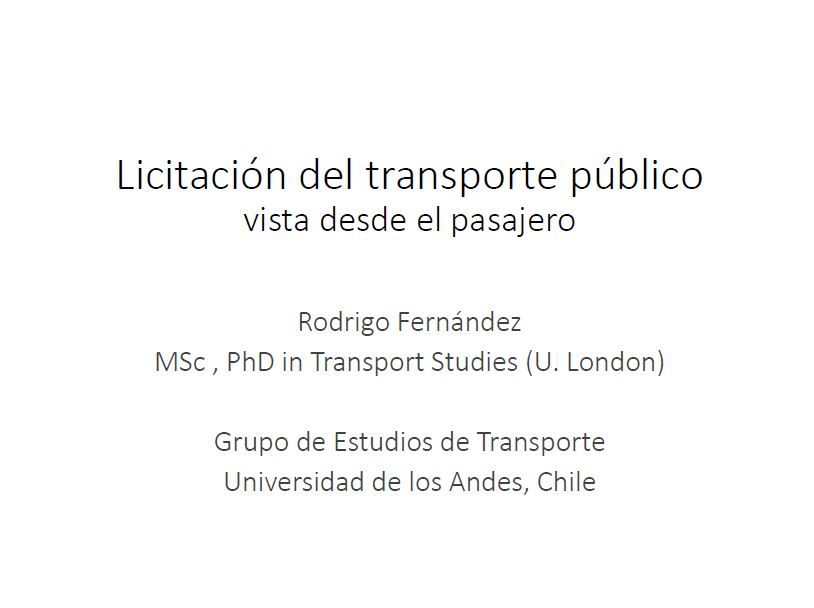 Licitación del transporte público
vista desde el pasajero
Rodrigo Fernández
MSc , PhD in Transport Studies (U. London)
Grupo de Estudios de Transporte
Universidad de los Andes, Chile